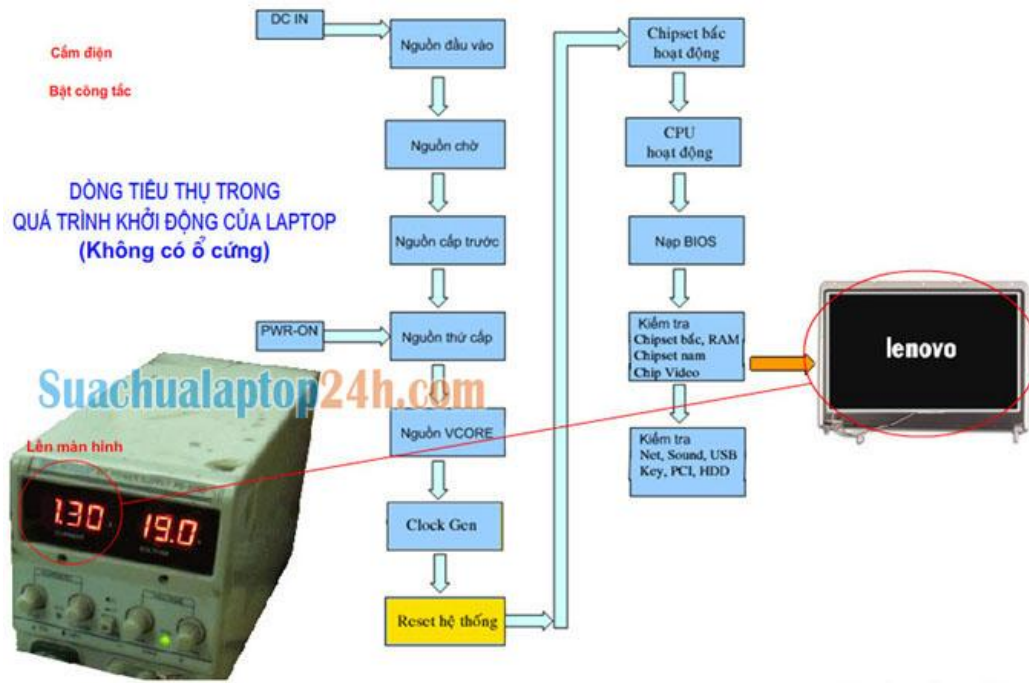 DC IN
Cắm điện
Bật công tắc
Nguồn đầu vào
Nguồn chờ
DÒNG TIÊU THỤ TRONG
QUÁ TRÌNH KHỞI ĐỘNG CỦA LAPTOP
(Không có ổ cứng)
Nguồn cấp trước
PWR-ON
Nguồn thứ cấp
Suachualaptop24h.com
Nguồn VCORE
Lên màn hình
1.30
19.0
Clock Gen
Reset hệ thống
Chipset bắc
hoạt động
CPU
hoạt động
Nạp BIOS
Kiểm tra
Chipset bắc, RAM
Chipset nam
Chip Video
lenovo
Kiểm tra
Net, Sound, USB
Key, PCI, HDD